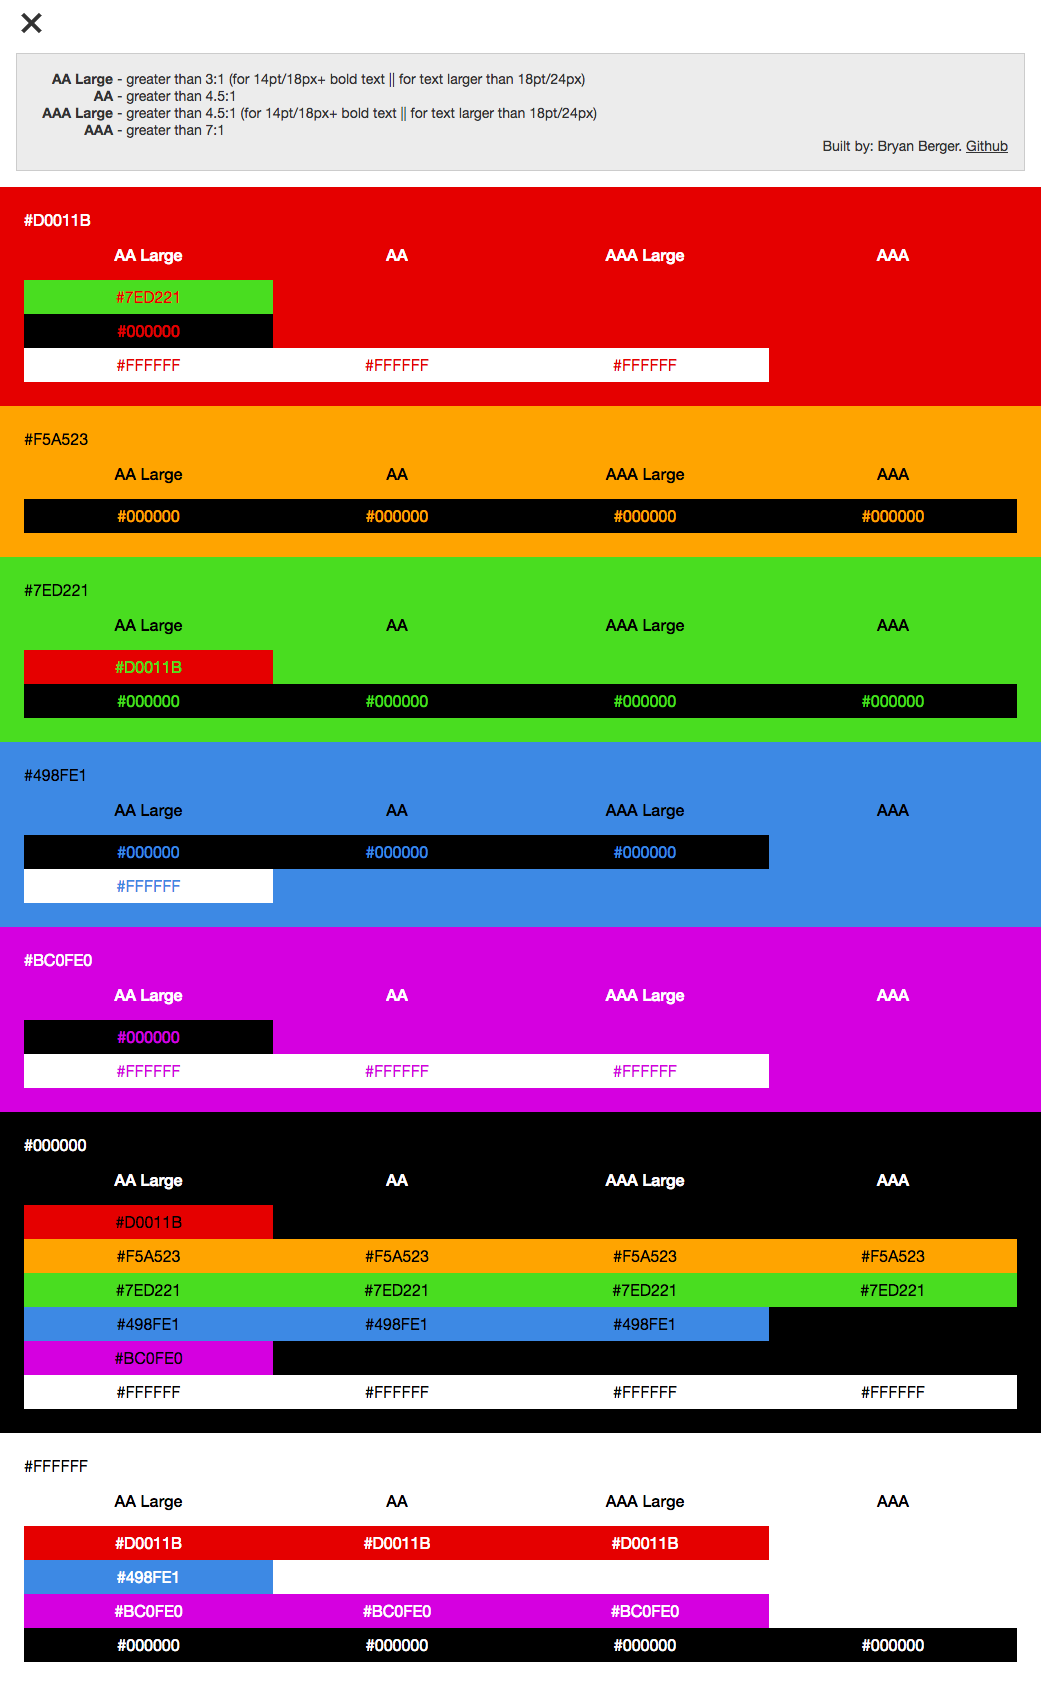 AA Large - greater than 3:1 (for 14pt/18px+ bold text || for text larger than 18pt/24px)
AA - greater than 4.5:1
AAA Large - greater than 4.5:1 (for 14pt/18px+ bold text || for text larger than 18pt/24px)
AAA - greater than 7:1
Built by: Bryan Berger. Github
#D0011B
AA Large AA AAA Large AAA
#7ED221
#000000
#FFFFFF #FFFFFF #FFFFFF
#F5A523
AA Large AA AAA Large AAA
#000000 #000000 #000000 #000000
#7ED221
AA Large AA AAA Large AAA
#D0011B
#000000 #000000 #000000 #000000
#498FE1
AA Large AA AAA Large AAA
#000000 #000000 #000000
#FFFFFF
#BC0FE0
AA Large AA AAA Large AAA
#000000
#FFFFFF #FFFFFF #FFFFFF
#000000
AA Large AA AAA Large AAA
#D0011B
#F5A523 #F5A523 #F5A523 #F5A523
#7ED221 #7ED221 #7ED221 #7ED221
#498FE1 #498FE1 #498FE1
#BC0FE0
#FFFFFF #FFFFFF #FFFFFF #FFFFFF
#FFFFFF
AA Large AA AAA Large AAA
#D0011B #D0011B #D0011B
#498FE1
#BC0FE0 #BC0FE0 #BC0FE0
#000000 #000000 #000000 #000000